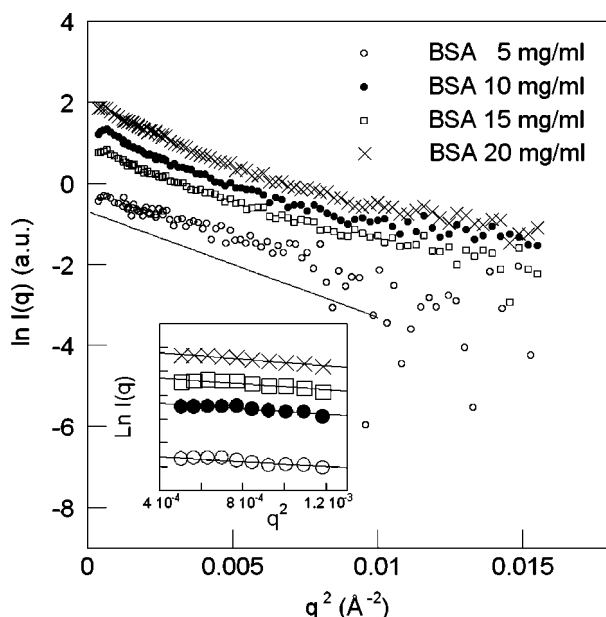 4
2
0
-2
-4
-6
-8
ln I(q) (a.u.)
BSA 5 mg/ml
BSA 10 mg/ml
BSA 15 mg/ml
BSA 20 mg/ml
Ln I(q)
4 10⁻⁴ 8 10⁻⁴ 1.2 10⁻³
q²
0 0.005 0.010 0.015
q² (Å⁻²)